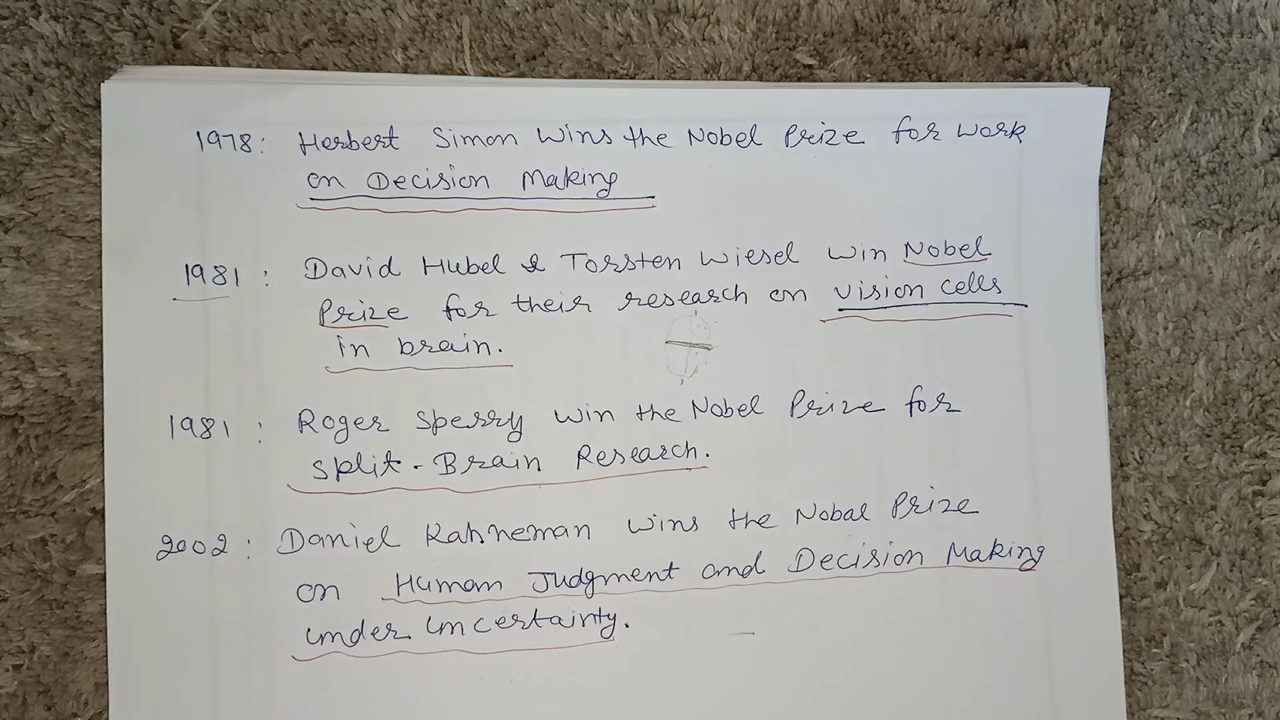 1978: Herbert Simon wins the Nobel Prize for work
on Decision Making
1981: David Hubel & Torsten Wiesel win Nobel
Prize for their research on vision cells
in brain.
1981: Roger Sperry win the Nobel Prize for
split-Brain Research.
2002: Daniel Kahneman wins the Nobal Prize
on Human Judgment and Decision Making
under Uncertainty.